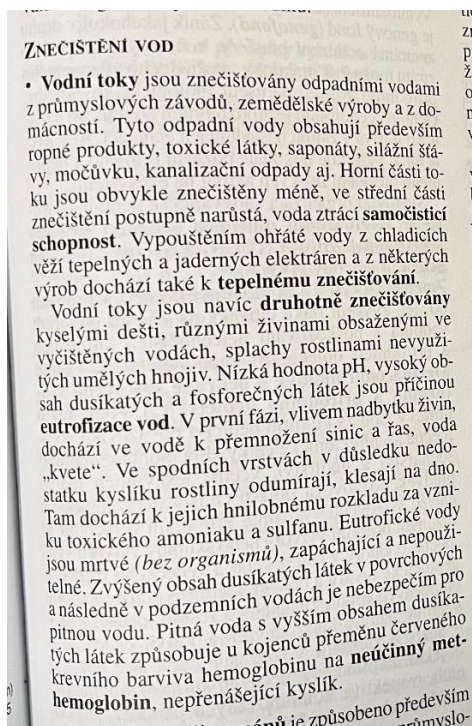 ZNEČIŠTĚNÍ VOD
• Vodní toky jsou znečišťovány odpadními vodami
z průmyslových závodů, zemědělské výroby a z do-
mácností. Tyto odpadní vody obsahují především
ropné produkty, toxické látky, saponáty, silážní šťá-
vy, močůvku, kanalizační odpady aj. Horní části to-
ku jsou obvykle znečištěny méně, ve střední části
znečištění postupně narůstá, voda ztrácí samočisticí
schopnost. Vypouštěním ohřáté vody z chladicích
věží tepelných a jaderných elektráren a z některých
výrob dochází také k tepelnému znečišťování.
Vodní toky jsou navíc druhotně znečišťovány
kyselými dešti, různými živinami obsaženými ve
vyčištěných vodách, splachy rostlinami nevyuži-
tých umělých hnojiv. Nízká hodnota pH, vysoký ob-
sah dusíkatých a fosforečných látek jsou příčinou
eutrofizace vod. V první fázi, vlivem nadbytku živin,
dochází ve vodě k přemnožení sinic a řas, voda
„kvete“. Ve spodních vrstvách v důsledku nedo-
statku kyslíku rostliny odumírají, klesají na dno.
Tam dochází k jejich hnilobnému rozkladu za vzni-
ku toxického amoniaku a sulfanu. Eutrofické vody
jsou mrtvé (bez organismů), zapáchající a nepouži-
telné. Zvýšený obsah dusíkatých látek v povrchových
a následně v podzemních vodách je nebezpečím pro
pitnou vodu. Pitná voda s vyšším obsahem dusíka-
tých látek způsobuje u kojenců přeměnu červeného
krevního barviva hemoglobinu na neúčinný met-
hemoglobin, nepřenášející kyslík.
je způsobeno především